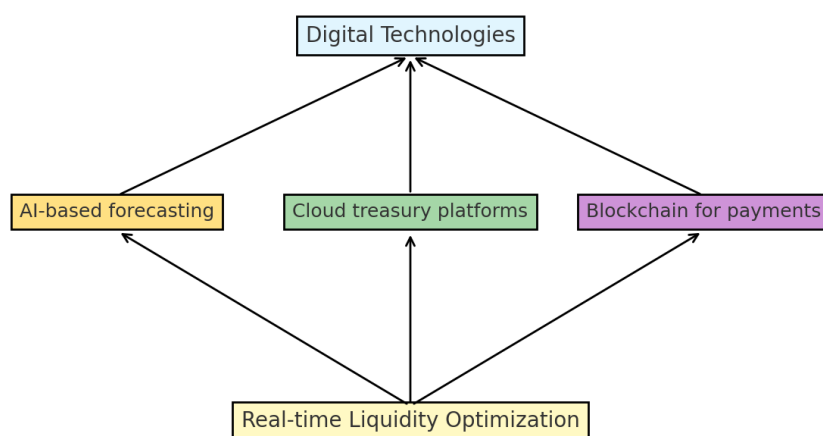 Digital Technologies
AI-based forecasting
Cloud treasury platforms
Blockchain for payments
Real-time Liquidity Optimization